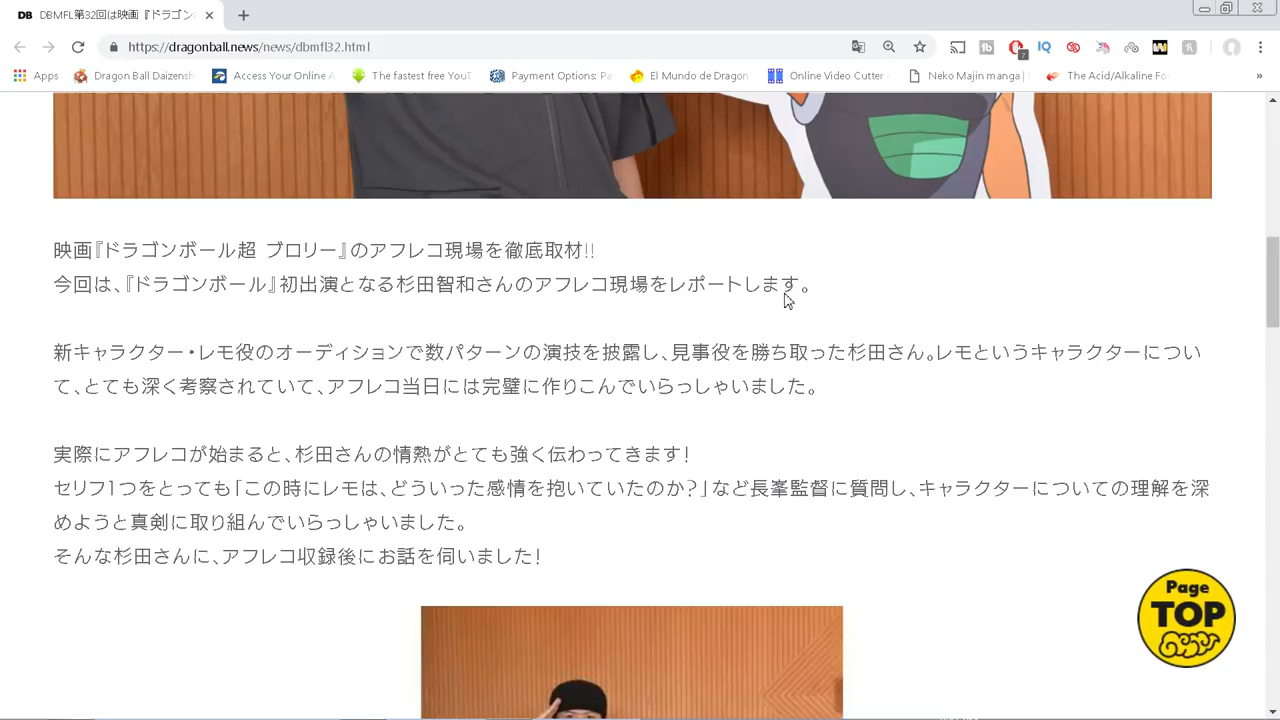 DB DBMFL第32回は映画『ドラゴン
https://dragonball.news/news/dbmfl32.html
7
Apps Dragon Ball Daizensh Access Your Online A The fastest free YouT Payment Options: Pa El Mundo de Dragon Online Video Cutter - Neko Majin manga | The Acid/Alkaline Fo »
映画『ドラゴンボール超 ブロリー』のアフレコ現場を徹底取材!!
今回は、『ドラゴンボール』初出演となる杉田智和さんのアフレコ現場をレポートします。
新キャラクター・レモ役のオーディションで数パターンの演技を披露し、見事役を勝ち取った杉田さん。レモというキャラクターについ
て、とても深く考察されていて、アフレコ当日には完璧に作りこんでいらっしゃいました。
実際にアフレコが始まると、杉田さんの情熱がとても強く伝わってきます!
セリフ1つをとっても「この時にレモは、どういった感情を抱いていたのか?」など長峯監督に質問し、キャラクターについての理解を深
めようと真剣に取り組んでいらっしゃいました。
そんな杉田さんに、アフレコ収録後にお話を伺いました!
Page
TOP